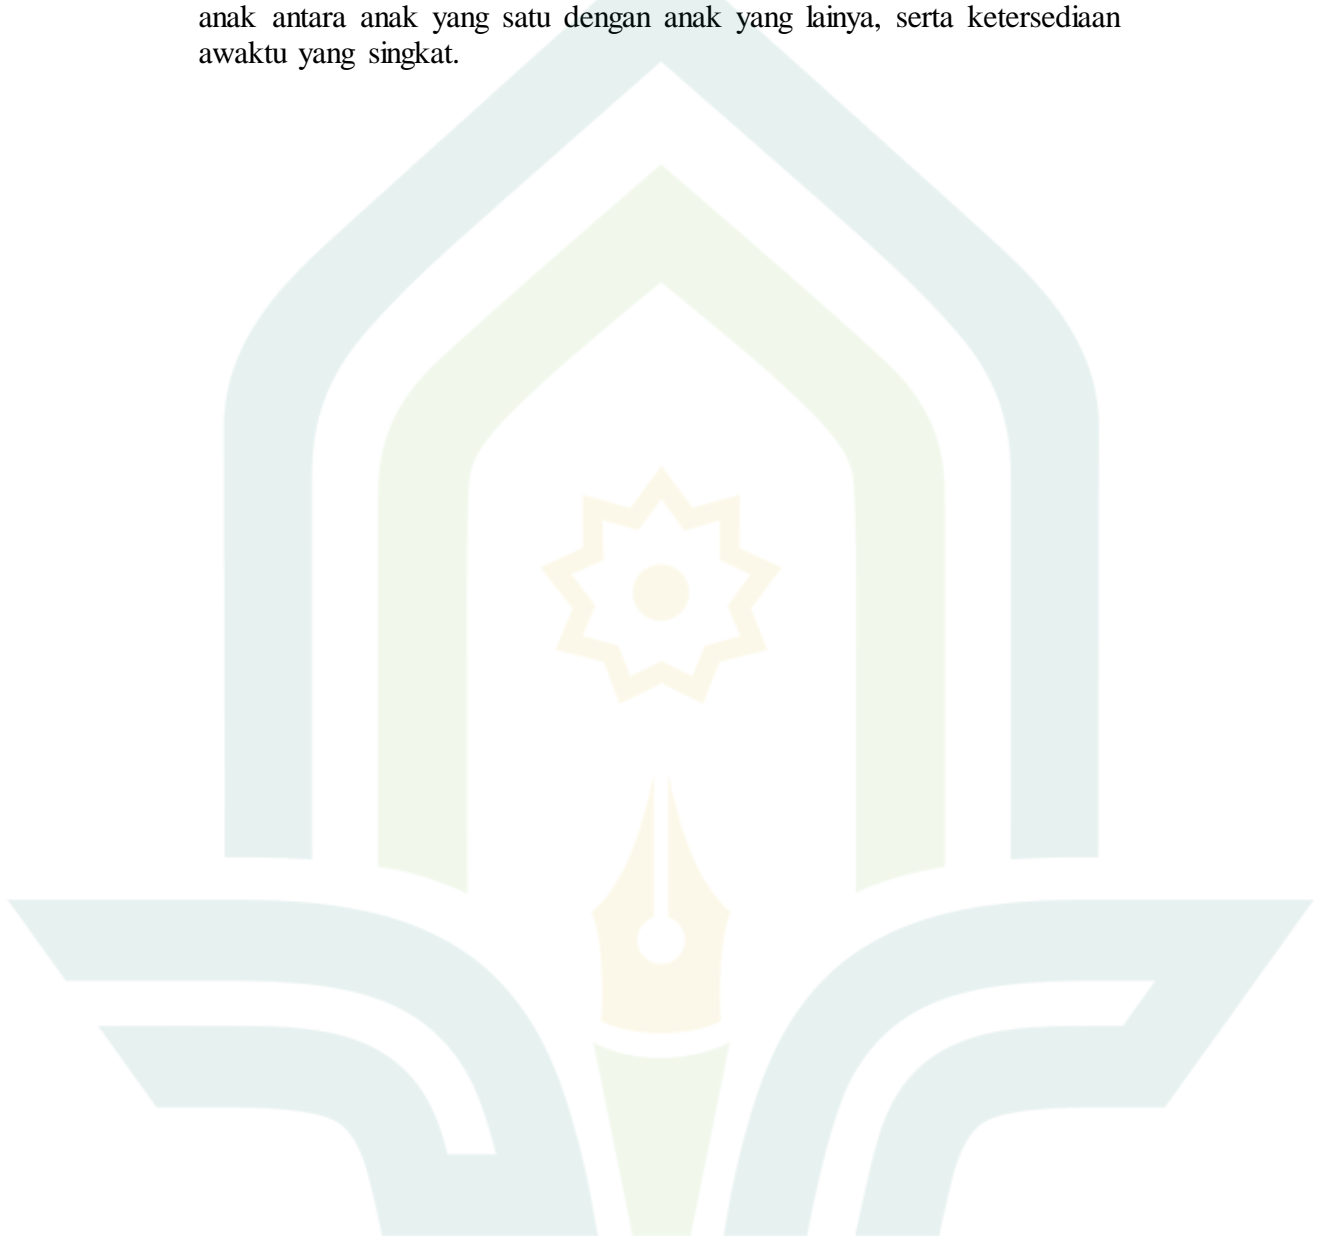 anak antara anak yang satu dengan anak yang lainya, serta ketersediaan
awaktu yang singkat.